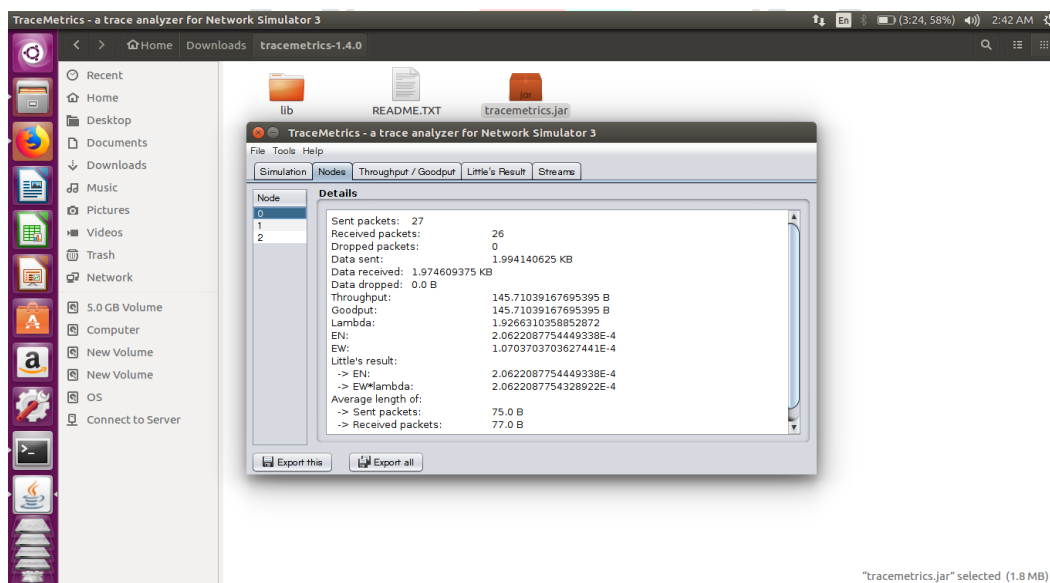 TraceMetrics - a trace analyzer for Network Simulator 3
En (3:24, 58%) 2:42 AM
Home Downloads tracemetrics-1.4.0
Recent
Home
Desktop
Documents
Downloads
Music
Pictures
Videos
Trash
Network
5.0 GB Volume
Computer
New Volume
New Volume
OS
Connect to Server
jar
lib README.TXT tracemetrics.jar
TraceMetrics - a trace analyzer for Network Simulator 3
File Tools Help
Simulation Nodes Throughput / Goodput Little's Result Streams
Node
0
1
2
Details
Sent packets: 27
Received packets: 26
Dropped packets: 0
Data sent: 1.994140625 KB
Data received: 1.974609375 KB
Data dropped: 0.0 B
Throughput: 145.71039167695395 B
Goodput: 145.71039167695395 B
Lambda: 1.9266310358852872
EN: 2.0622087754449338E-4
EW: 1.0703703703627441E-4
Little's result:
-> EN: 2.0622087754449338E-4
-> EW*lambda: 2.0622087754328922E-4
Average length of:
-> Sent packets: 75.0 B
-> Received packets: 77.0 B
Export this Export all
"tracemetrics.jar" selected (1.8 MB)